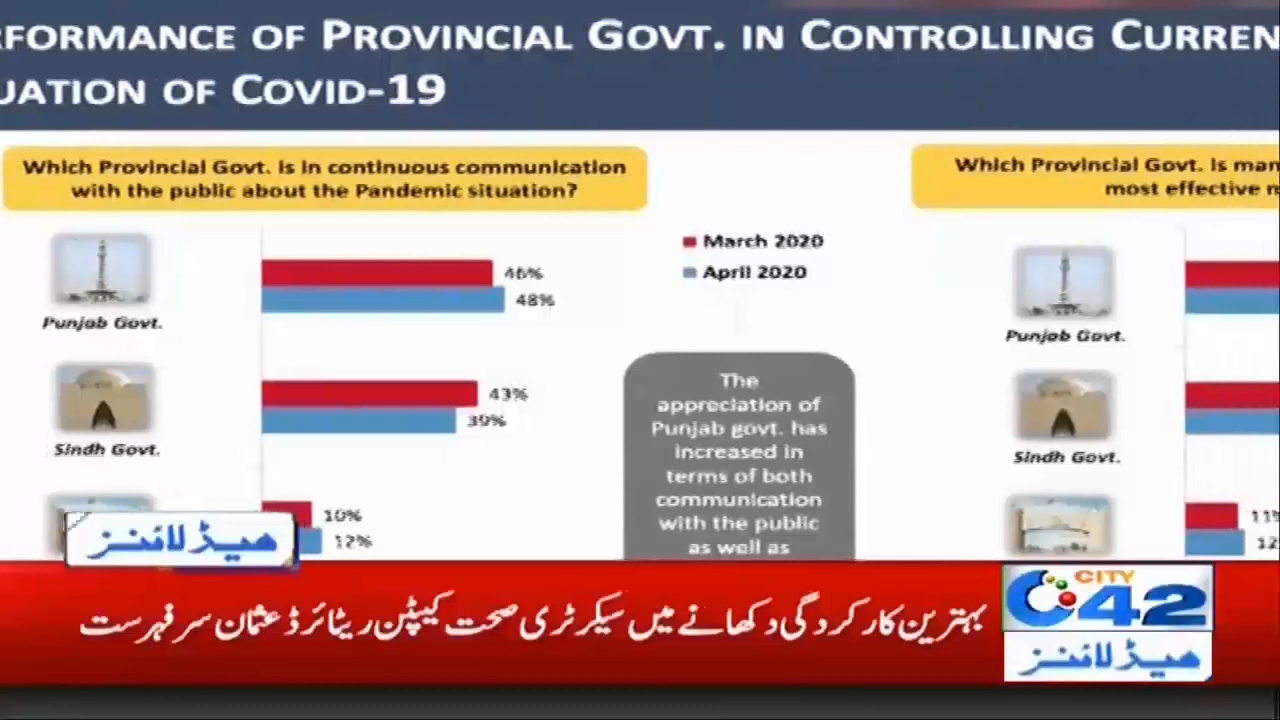 RFORMANCE OF PROVINCIAL GOVT. IN CONTROLLING CURREN
UATION OF COVID-19
Which Provincial Govt. is in continuous communication
with the public about the Pandemic situation?
Which Provincial Govt. is man
most effective
March 2020
April 2020
46%
48%
Punjab Govt.
Punjab Govt.
43%
39%
Sindh Govt.
Sindh Govt.
The
appreciation of
Punjab govt. has
increased in
terms of both
communication
with the public
as well as
10%
12%
11%
12
ہیڈلائنز
بہترین کارکردگی دکھانے میں سیکرٹری صحت کیپٹن ریٹائرڈ عثمان سرفہرست
CITY
42
ہیڈلائنز